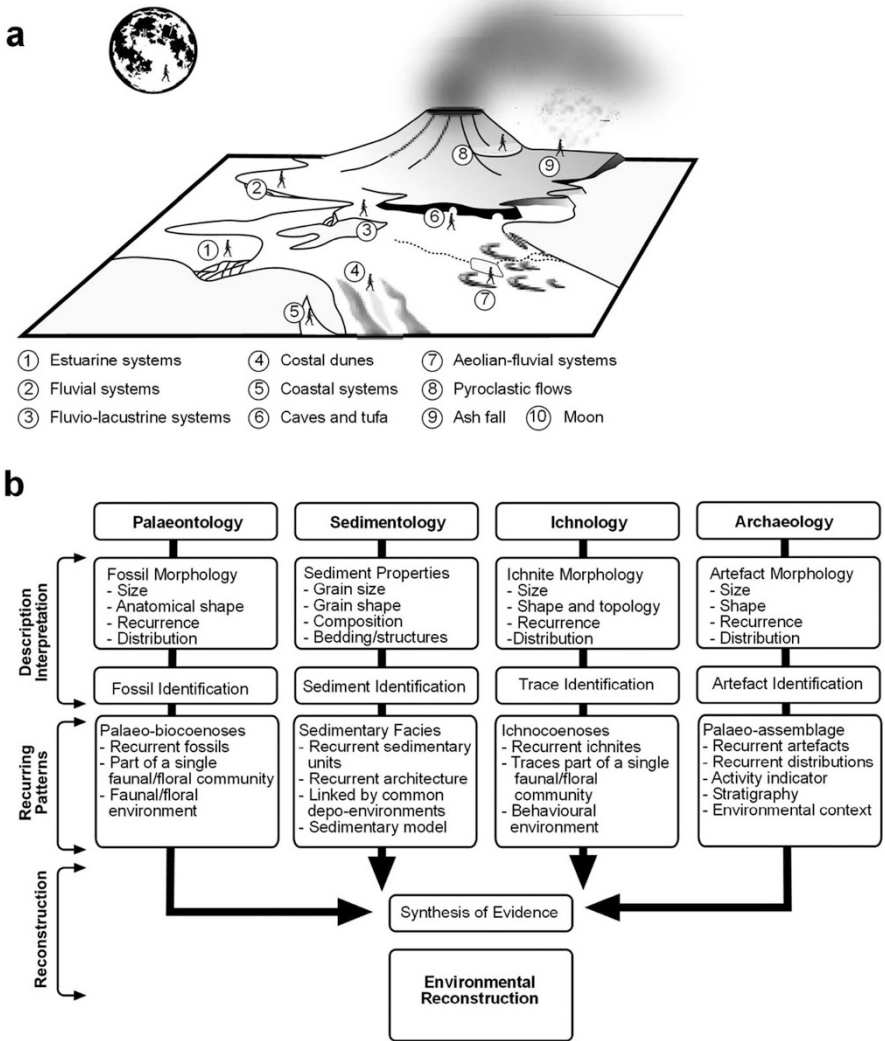 a
8
9
2
6
1
3
4
7
5
1 Estuarine systems
2 Fluvial systems
3 Fluvio-lacustrine systems
4 Costal dunes
5 Coastal systems
6 Caves and tufa
7 Aeolian-fluvial systems
8 Pyroclastic flows
9 Ash fall
10 Moon
b
Palaeontology
Sedimentology
Ichnology
Archaeology
Description
Interpretation
Fossil Morphology
- Size
- Anatomical shape
- Recurrence
- Distribution
Sediment Properties
- Grain size
- Grain shape
- Composition
- Bedding/structures
Ichnite Morphology
- Size
- Shape and topology
- Recurrence
-Distribution
Artefact Morphology
- Size
- Shape
- Recurrence
- Distribution
Fossil Identification
Sediment Identification
Trace Identification
Artefact Identification
Recurring
Patterns
Palaeo-biocoenoses
- Recurrent fossils
- Part of a single
faunal/floral community
- Faunal/floral
environment
Sedimentary Facies
- Recurrent sedimentary
units
- Recurrent architecture
- Linked by common
depo-environments
- Sedimentary model
Ichnocoenoses
- Recurrent ichnites
- Traces part of a single
faunal/floral
community
- Behavioural
environment
Palaeo-assemblage
- Recurrent artefacts
- Recurrent distributions
- Activity indicator
- Stratigraphy
- Environmental context
Reconstruction
Synthesis of Evidence
Environmental
Reconstruction